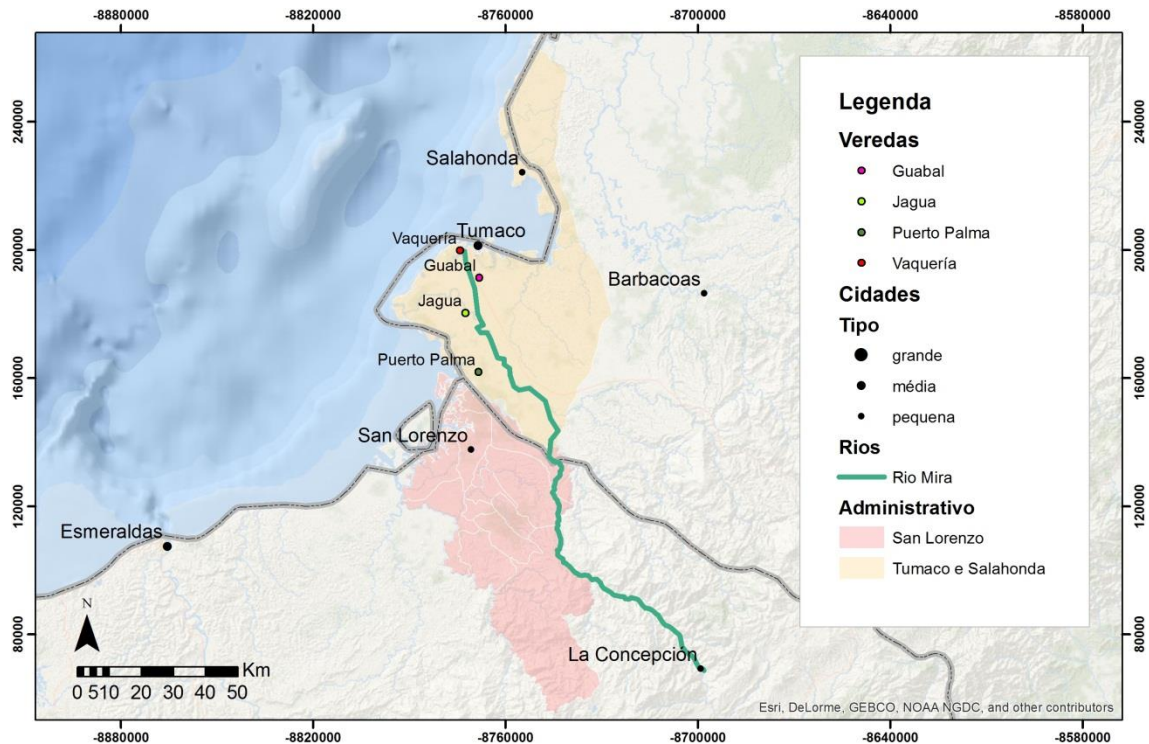 -8880000 -8820000 -8760000 -8700000 -8640000 -8580000
240000 240000
200000 200000
160000 160000
120000 120000
80000 80000
Salahonda
Tumaco
Vaquería
Guabal
Barbacoas
Jagua
Puerto Palma
San Lorenzo
Esmeraldas
La Concepción
Legenda
Veredas
Guabal
Jagua
Puerto Palma
Vaquería
Cidades
Tipo
grande
média
pequena
Rios
Rio Mira
Administrativo
San Lorenzo
Tumaco e Salahonda
N
Km
0 5 10 20 30 40 50
Esri, DeLorme, GEBCO, NOAA NGDC, and other contributors
-8880000 -8820000 -8760000 -8700000 -8640000 -8580000